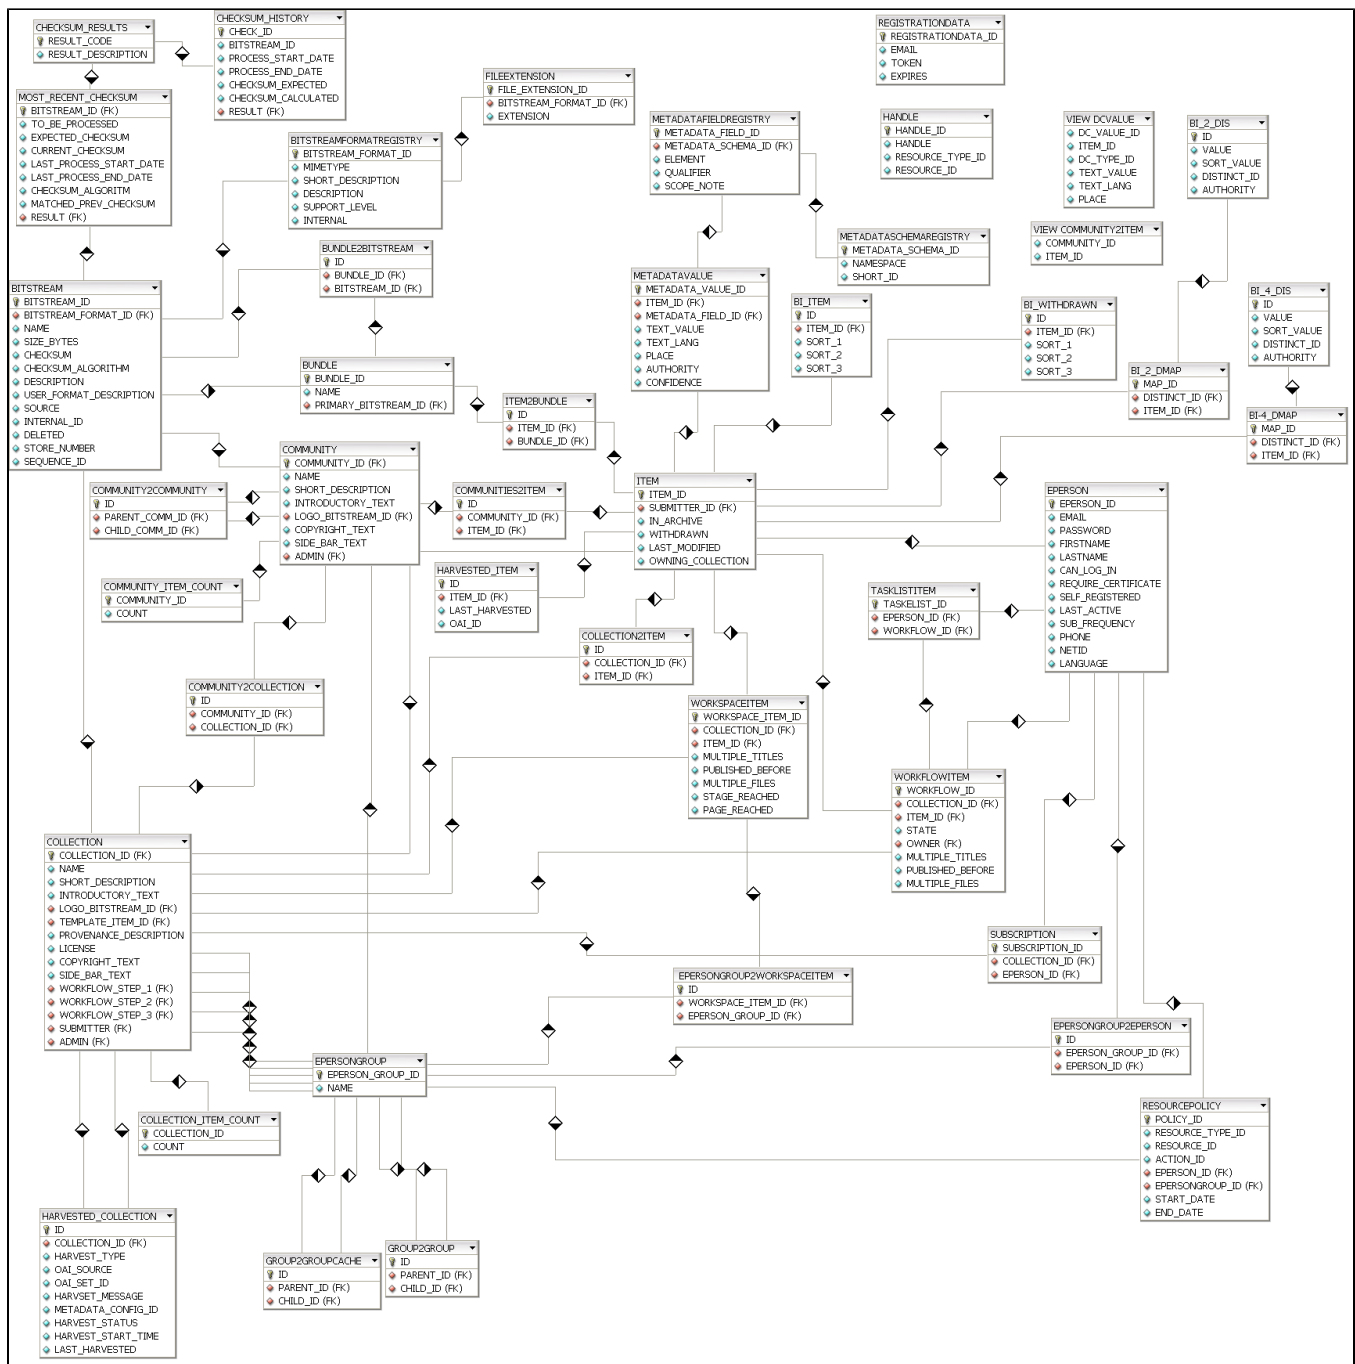 CHECKSUM_RESULTS
RESULT_CODE
RESULT_DESCRIPTION
CHECKSUM_HISTORY
CHECK_ID
BITSTREAM_ID
PROCESS_START_DATE
PROCESS_END_DATE
CHECKSUM_EXPECTED
CHECKSUM_CALCULATED
RESULT (FK)
REGISTRATIONDATA
REGISTRATIONDATA_ID
EMAIL
TOKEN
EXPIRES
MOST_RECENT_CHECKSUM
BITSTREAM_ID (FK)
TO_BE_PROCESSED
EXPECTED_CHECKSUM
CURRENT_CHECKSUM
LAST_PROCESS_START_DATE
LAST_PROCESS_END_DATE
CHECKSUM_ALGORITM
MATCHED_PREV_CHECKSUM
RESULT (FK)
FILEEXTENSION
FILE_EXTENSION_ID
BITSTREAM_FORMAT_ID (FK)
EXTENSION
BITSTREAMFORMATREGISTRY
BITSTREAM_FORMAT_ID
MIMETYPE
SHORT_DESCRIPTION
DESCRIPTION
SUPPORT_LEVEL
INTERNAL
METADATAFIELDREGISTRY
METADATA_FIELD_ID
METADATA_SCHEMA_ID (FK)
ELEMENT
QUALIFIER
SCOPE_NOTE
HANDLE
HANDLE_ID
HANDLE
RESOURCE_TYPE_ID
RESOURCE_ID
VIEW DCVALUE
DC_VALUE_ID
ITEM_ID
DC_TYPE_ID
TEXT_VALUE
TEXT_LANG
PLACE
BI_2_DIS
ID
VALUE
SORT_VALUE
DISTINCT_ID
AUTHORITY
VIEW COMMUNITY2ITEM
COMMUNITY_ID
ITEM_ID
METADATASCHEMAREGISTRY
METADATA_SCHEMA_ID
NAMESPACE
SHORT_ID
BUNDLE2BITSTREAM
ID
BUNDLE_ID (FK)
BITSTREAM_ID (FK)
BITSTREAM
BITSTREAM_ID
BITSTREAM_FORMAT_ID (FK)
NAME
SIZE_BYTES
CHECKSUM
CHECKSUM_ALGORITHM
DESCRIPTION
USER_FORMAT_DESCRIPTION
SOURCE
INTERNAL_ID
DELETED
STORE_NUMBER
SEQUENCE_ID
METADATAVALUE
METADATA_VALUE_ID
ITEM_ID (FK)
METADATA_FIELD_ID (FK)
TEXT_VALUE
TEXT_LANG
PLACE
AUTHORITY
CONFIDENCE
BI_ITEM
ID
ITEM_ID (FK)
SORT_1
SORT_2
SORT_3
BI_WITHDRAWN
ID
ITEM_ID (FK)
SORT_1
SORT_2
SORT_3
BI_4_DIS
ID
VALUE
SORT_VALUE
DISTINCT_ID
AUTHORITY
BUNDLE
BUNDLE_ID
NAME
PRIMARY_BITSTREAM_ID (FK)
BI_2_DMAP
MAP_ID
DISTINCT_ID (FK)
ITEM_ID (FK)
ITEM2BUNDLE
ID
ITEM_ID (FK)
BUNDLE_ID (FK)
BI-4_DMAP
MAP_ID
DISTINCT_ID (FK)
ITEM_ID (FK)
COMMUNITY
COMMUNITY_ID (FK)
NAME
SHORT_DESCRIPTION
INTRODUCTORY_TEXT
LOGO_BITSTREAM_ID (FK)
COPYRIGHT_TEXT
SIDE_BAR_TEXT
ADMIN (FK)
COMMUNITY2COMMUNITY
ID
PARENT_COMM_ID (FK)
CHILD_COMM_ID (FK)
COMMUNITIES2ITEM
ID
COMMUNITY_ID (FK)
ITEM_ID (FK)
ITEM
ITEM_ID
SUBMITTER_ID (FK)
IN_ARCHIVE
WITHDRAWN
LAST_MODIFIED
OWNING_COLLECTION
EPERSON
EPERSON_ID
EMAIL
PASSWORD
FIRSTNAME
LASTNAME
CAN_LOG_IN
REQUIRE_CERTIFICATE
SELF_REGISTERED
LAST_ACTIVE
SUB_FREQUENCY
PHONE
NETID
LANGUAGE
HARVESTED_ITEM
ID
ITEM_ID (FK)
LAST_HARVESTED
OAI_ID
COMMUNITY_ITEM_COUNT
COMMUNITY_ID
COUNT
TASKLISTITEM
TASKELIST_ID
EPERSON_ID (FK)
WORKFLOW_ID (FK)
COLLECTION2ITEM
ID
COLLECTION_ID (FK)
ITEM_ID (FK)
COMMUNITY2COLLECTION
ID
COMMUNITY_ID (FK)
COLLECTION_ID (FK)
WORKSPACEITEM
WORKSPACE_ITEM_ID
COLLECTION_ID (FK)
ITEM_ID (FK)
MULTIPLE_TITLES
PUBLISHED_BEFORE
MULTIPLE_FILES
STAGE_REACHED
PAGE_REACHED
WORKFLOWITEM
WORKFLOW_ID
COLLECTION_ID (FK)
ITEM_ID (FK)
STATE
OWNER (FK)
MULTIPLE_TITLES
PUBLISHED_BEFORE
MULTIPLE_FILES
COLLECTION
COLLECTION_ID (FK)
NAME
SHORT_DESCRIPTION
INTRODUCTORY_TEXT
LOGO_BITSTREAM_ID (FK)
TEMPLATE_ITEM_ID (FK)
PROVENANCE_DESCRIPTION
LICENSE
COPYRIGHT_TEXT
SIDE_BAR_TEXT
WORKFLOW_STEP_1 (FK)
WORKFLOW_STEP_2 (FK)
WORKFLOW_STEP_3 (FK)
SUBMITTER (FK)
ADMIN (FK)
SUBSCRIPTION
SUBSCRIPTION_ID
COLLECTION_ID (FK)
EPERSON_ID (FK)
EPERSONGROUP2WORKSPACEITEM
ID
WORKSPACE_ITEM_ID (FK)
EPERSON_GROUP_ID (FK)
EPERSONGROUP2EPERSON
ID
EPERSON_GROUP_ID (FK)
EPERSON_ID (FK)
EPERSONGROUP
EPERSON_GROUP_ID
NAME
COLLECTION_ITEM_COUNT
COLLECTION_ID
COUNT
RESOURCEPOLICY
POLICY_ID
RESOURCE_TYPE_ID
RESOURCE_ID
ACTION_ID
EPERSON_ID (FK)
EPERSONGROUP_ID (FK)
START_DATE
END_DATE
HARVESTED_COLLECTION
ID
COLLECTION_ID (FK)
HARVEST_TYPE
OAI_SOURCE
OAI_SET_ID
HARVSET_MESSAGE
METADATA_CONFIG_ID
HARVEST_STATUS
HARVEST_START_TIME
LAST_HARVESTED
GROUP2GROUPCACHE
ID
PARENT_ID (FK)
CHILD_ID (FK)
GROUP2GROUP
ID
PARENT_ID (FK)
CHILD_ID (FK)